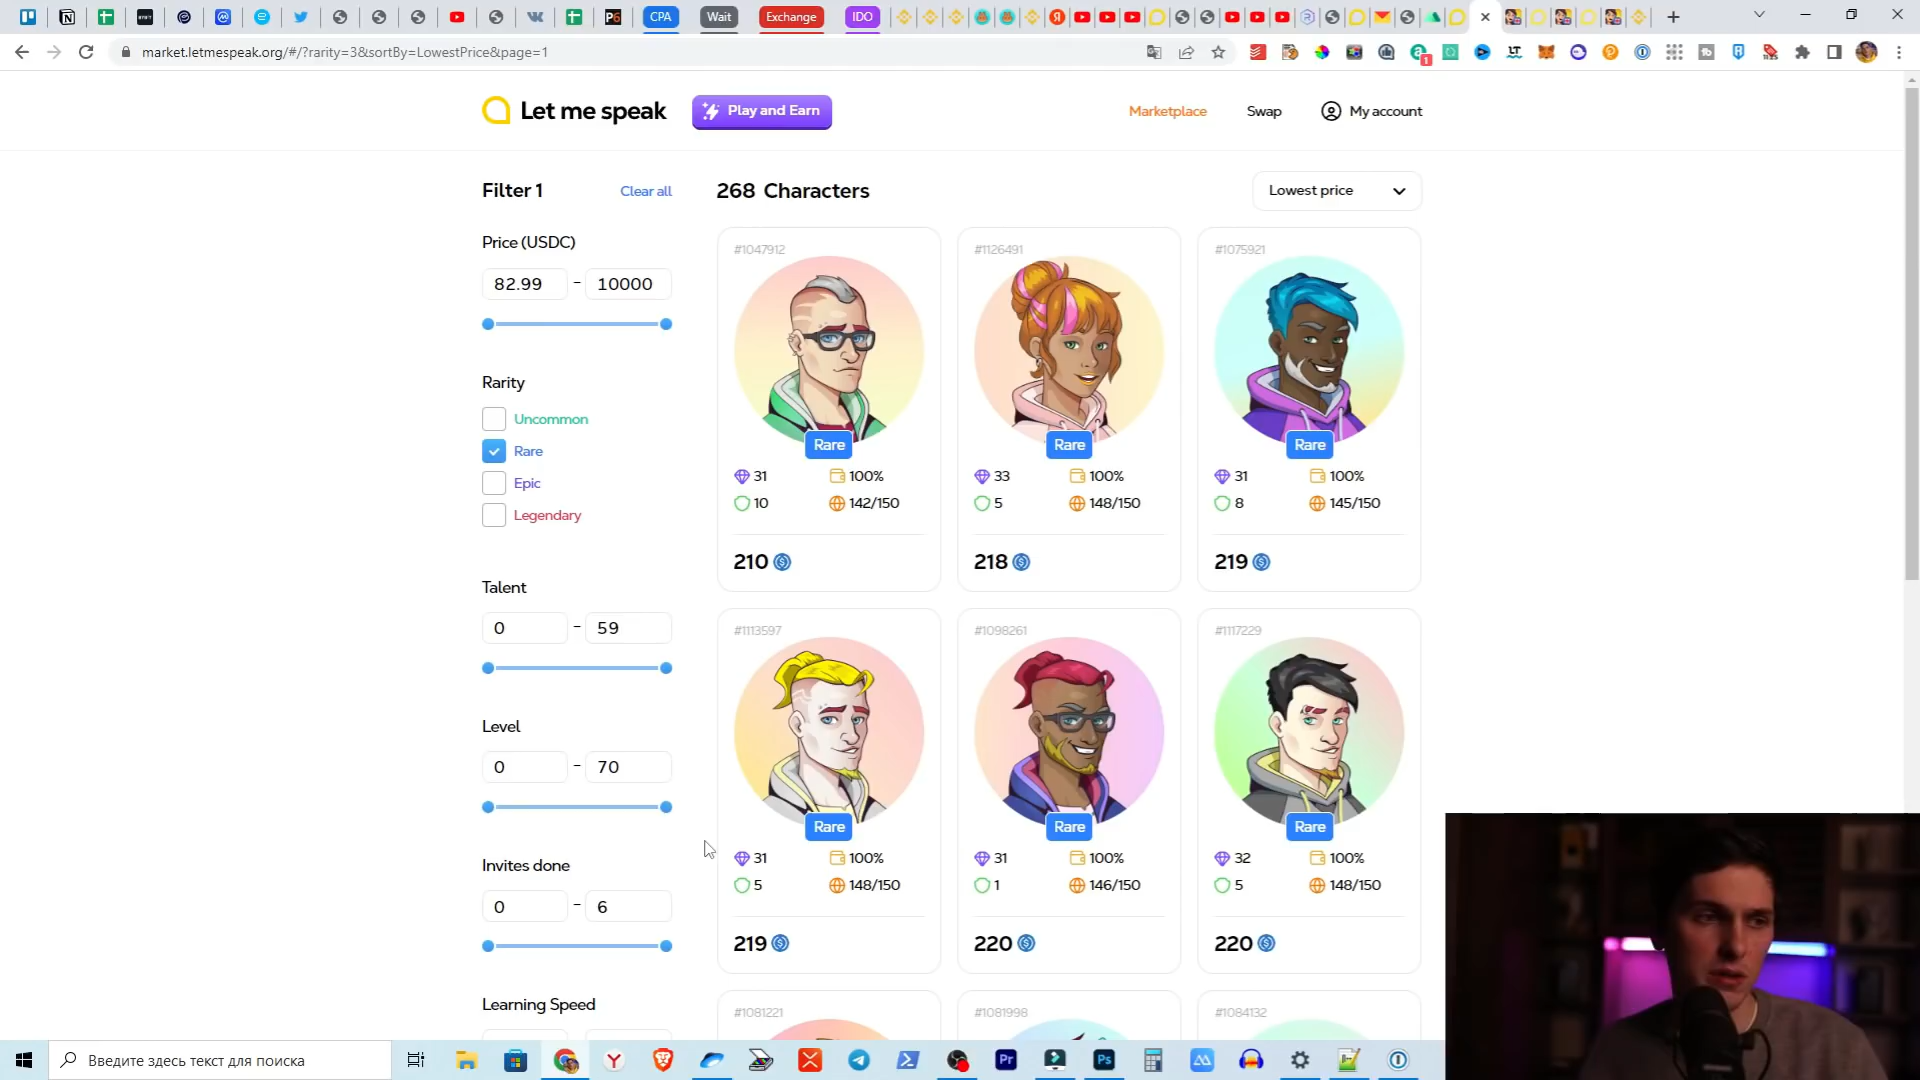 CPA
Wait
Exchange
IDO
market.letmespeak.org/#/?rarity=3&sortBy=LowestPrice&page=1
Let me speak
Play and Earn
Marketplace
Swap
My account
Filter 1
Clear all
268 Characters
Lowest price
Price (USDC)
82.99 - 10000
Rarity
Uncommon
Rare
Epic
Legendary
Talent
0 - 59
Level
0 - 70
Invites done
0 - 6
Learning Speed
#1047912
Rare
31 100%
10 142/150
210
#1126491
Rare
33 100%
5 148/150
218
#1075921
Rare
31 100%
8 145/150
219
#1113597
Rare
31 100%
5 148/150
219
#1098261
Rare
31 100%
1 146/150
220
#1117229
Rare
32 100%
5 148/150
220
#1081221
#1081998
#1084132
Введите здесь текст для поиска
Pr
Ps